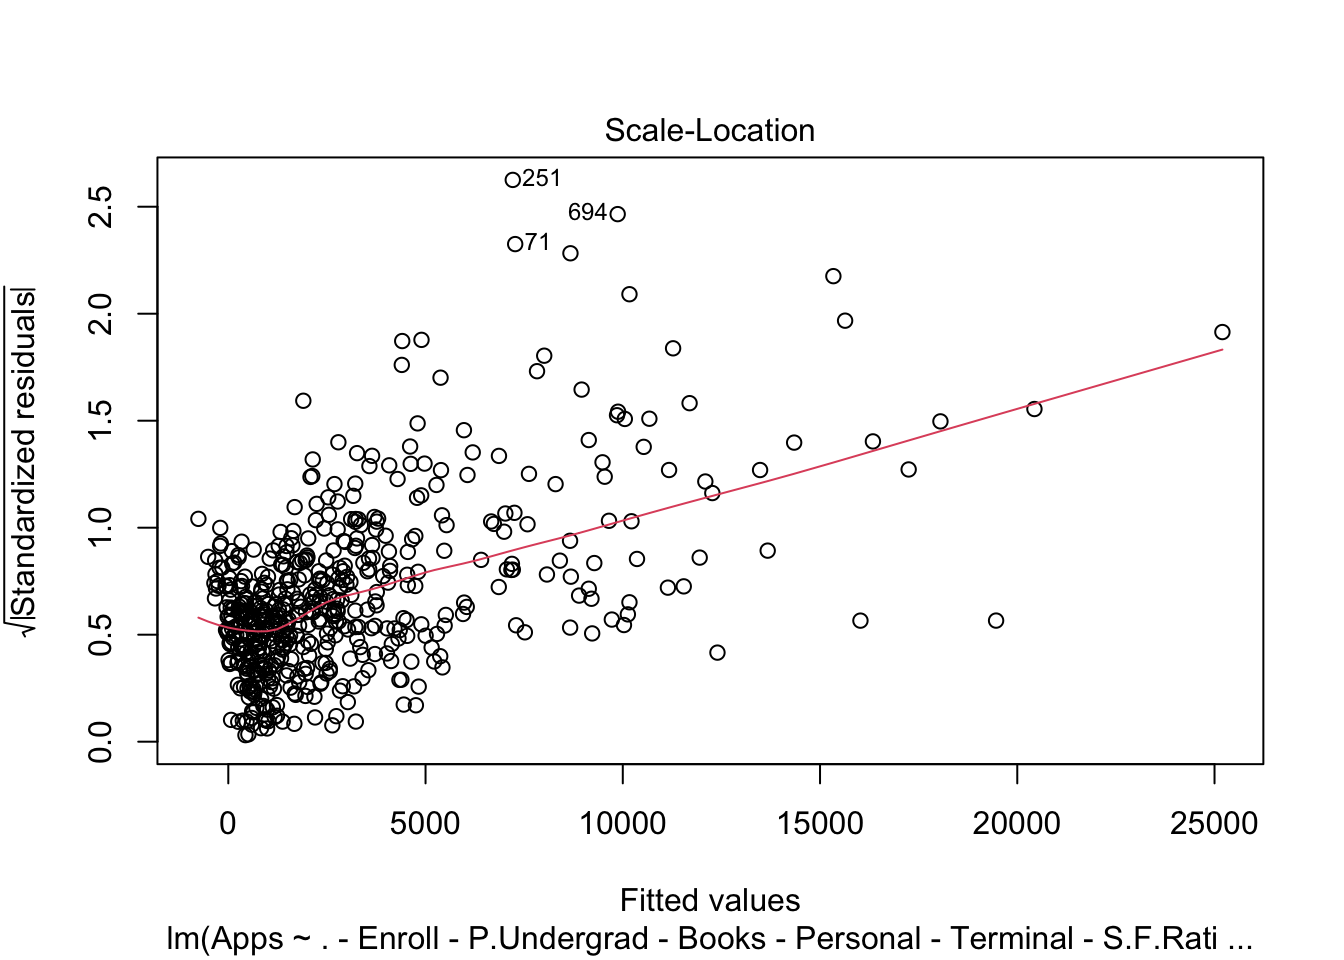 Scale-Location
251
694
71
√|Standardized residuals|
0.0 0.5 1.0 1.5 2.0 2.5
0 5000 10000 15000 20000 25000
Fitted values
lm(Apps ~ . - Enroll - P.Undergrad - Books - Personal - Terminal - S.F.Rati ...